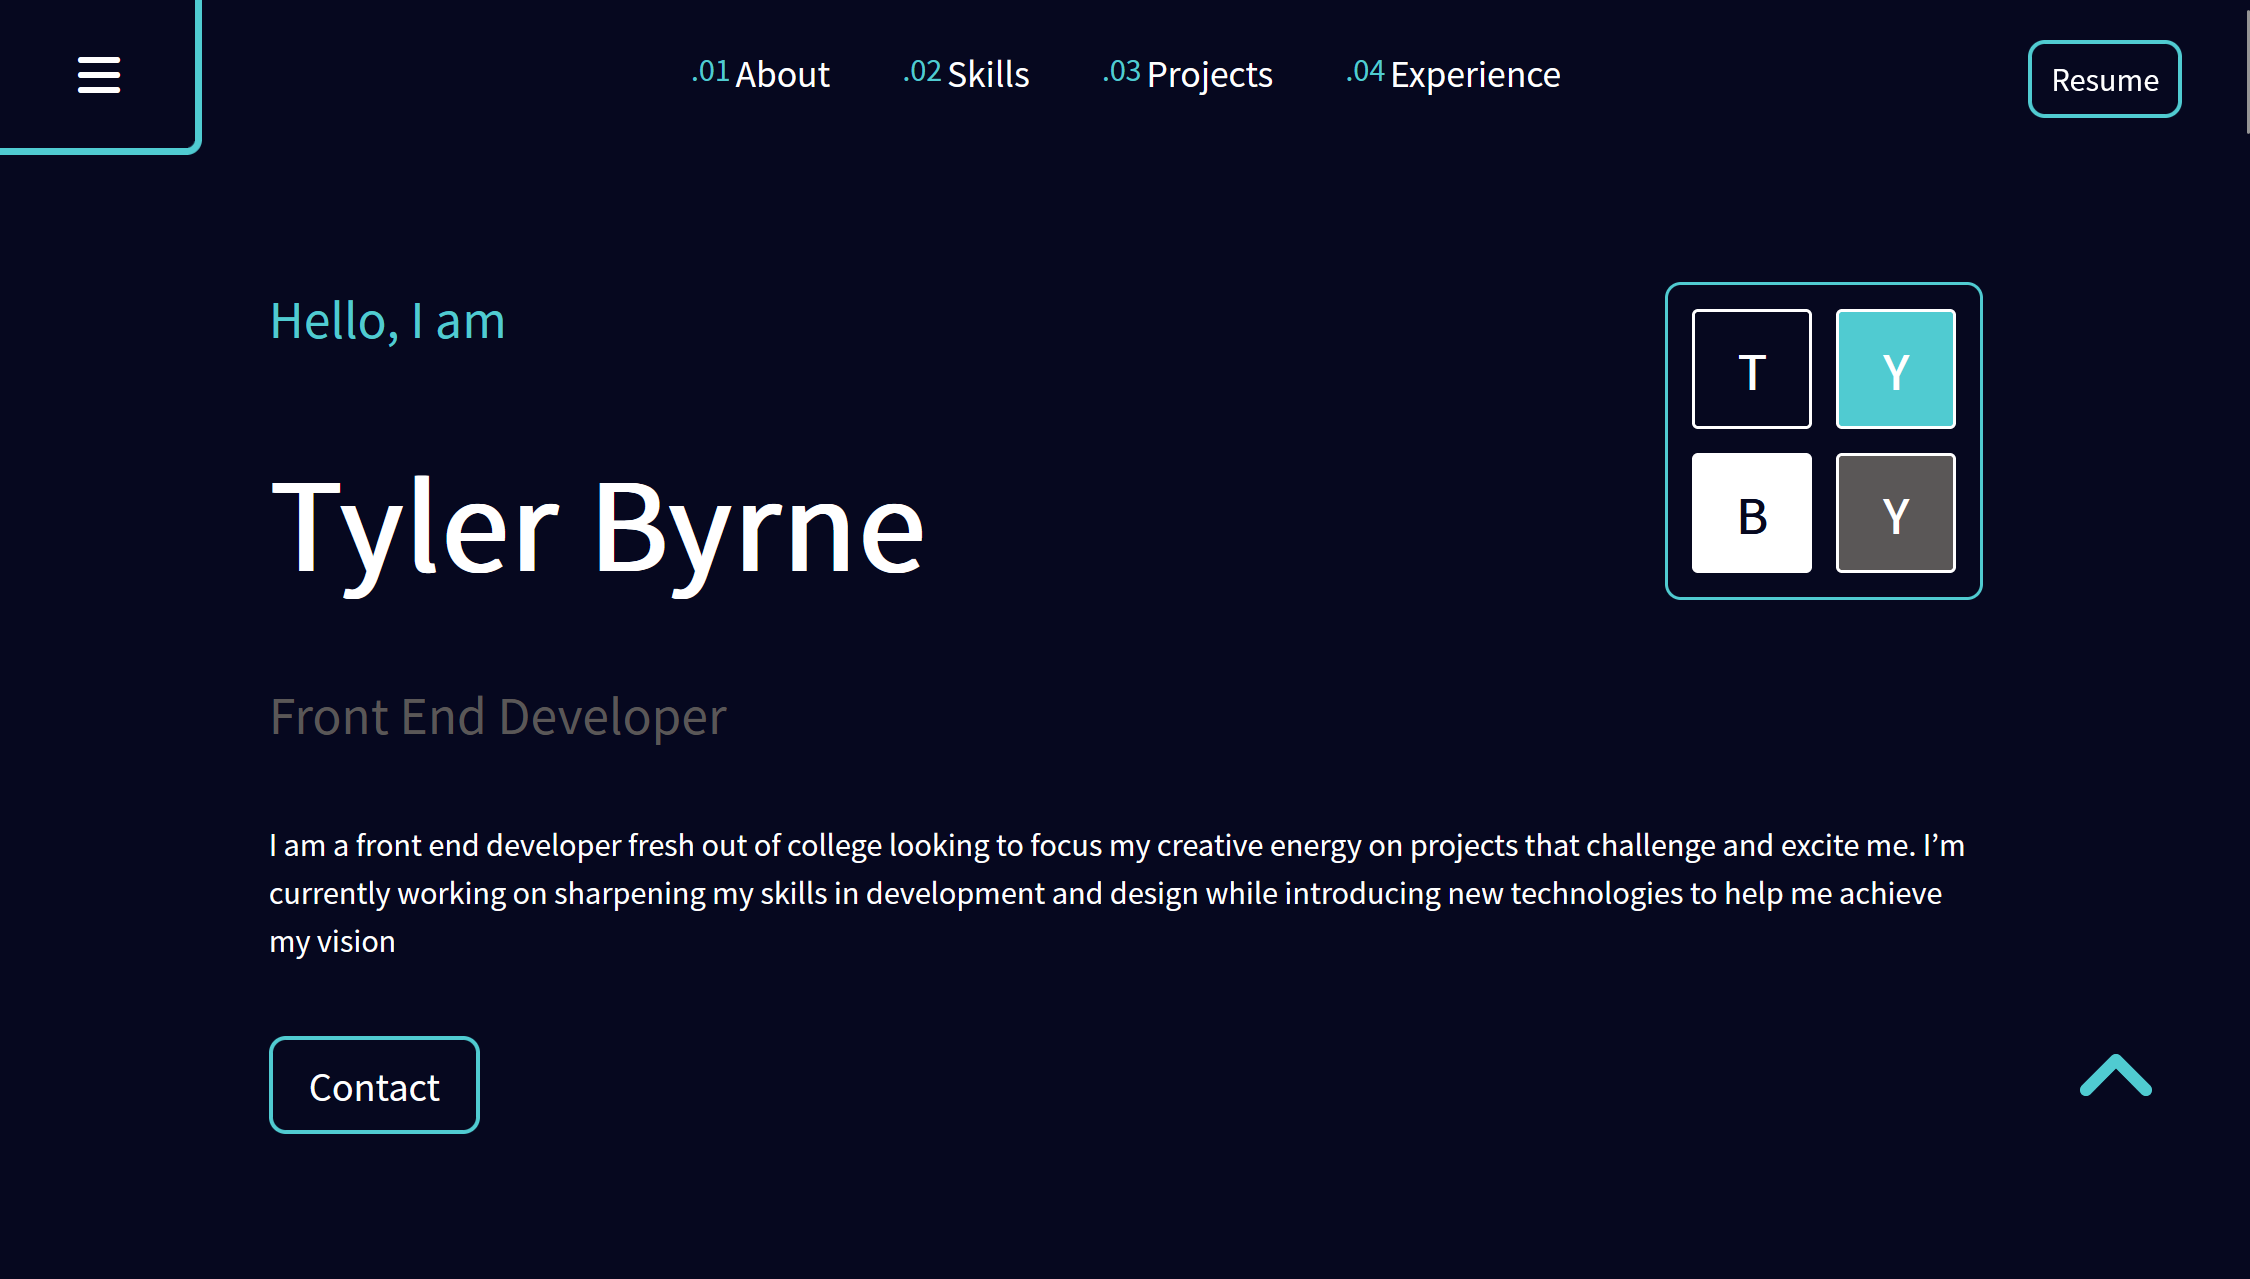 .01 About .02 Skills .03 Projects .04 Experience
Resume
Hello, I am
T Y
B Y
Tyler Byrne
Front End Developer
I am a front end developer fresh out of college looking to focus my creative energy on projects that challenge and excite me. I’m
currently working on sharpening my skills in development and design while introducing new technologies to help me achieve
my vision
Contact